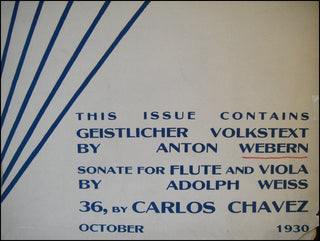 THIS ISSUE CONTAINS
GEISTLICHER VOLKSTEXT
BY ANTON WEBERN
SONATE FOR FLUTE AND VIOLA
BY ADOLPH WEISS
36, BY CARLOS CHAVEZ
OCTOBER 1930